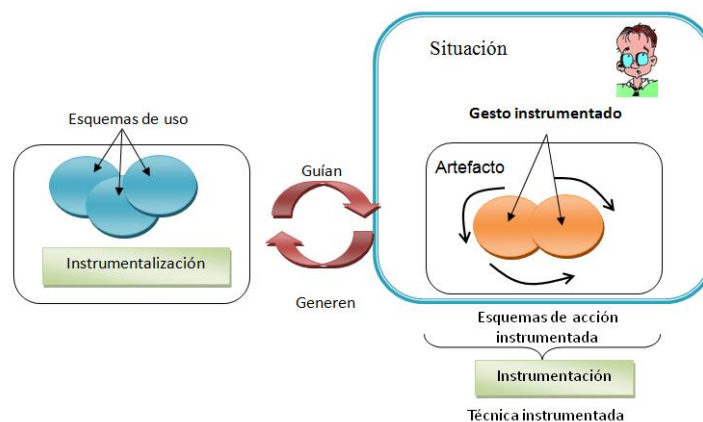 Situación
Esquemas de uso
Gesto instrumentado
Guían
Artefacto
Instrumentalización
Generen
Esquemas de acción
instrumentada
Instrumentación
Técnica instrumentada